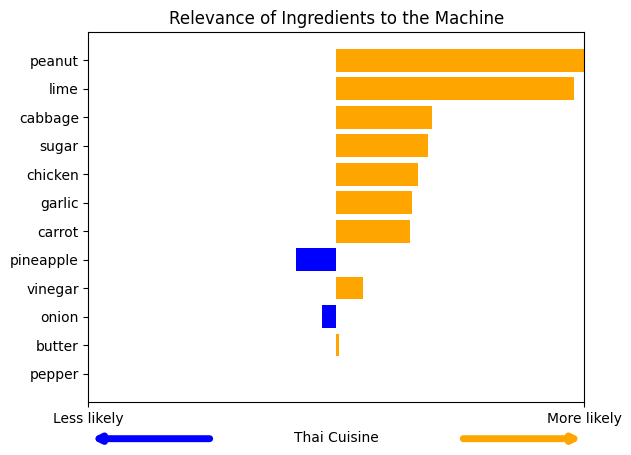 Relevance of Ingredients to the Machine
peanut
lime
cabbage
sugar
chicken
garlic
carrot
pineapple
vinegar
onion
butter
pepper
Less likely
More likely
Thai Cuisine